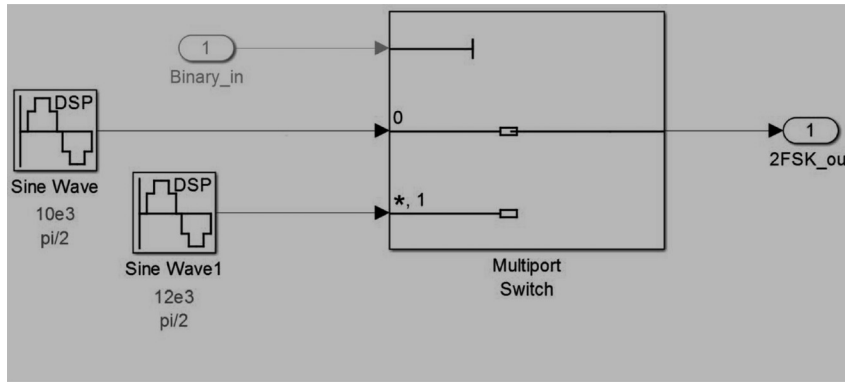 1
Binary_in
DSP
0
1
Sine Wave
2FSK_ou
10e3
pi/2
DSP
*, 1
Sine Wave1
12e3
pi/2
Multiport
Switch